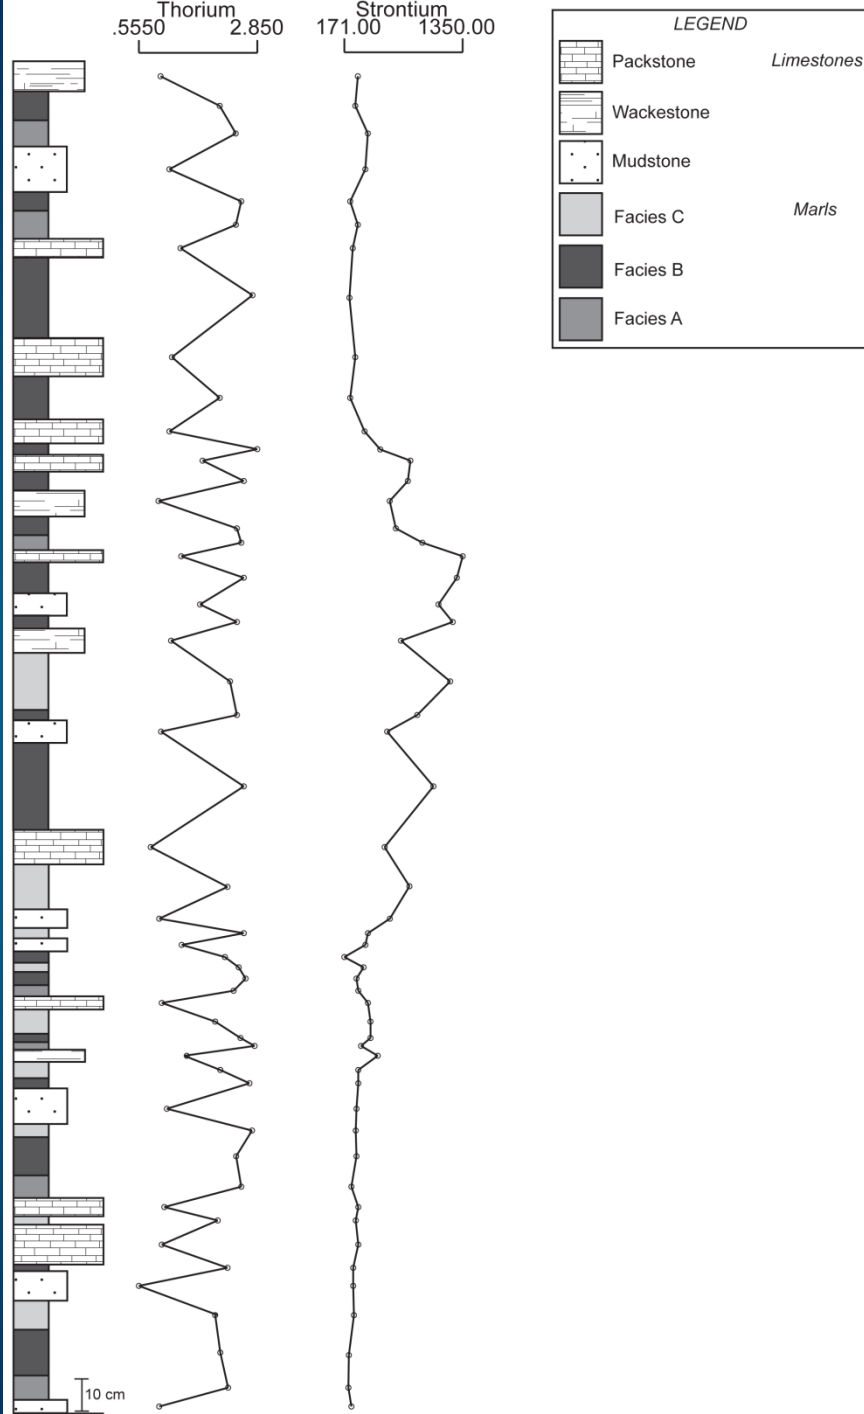 Thorium Strontium
.5550 2.850 171.00 1350.00
LEGEND
Packstone Limestones
Wackestone
Mudstone
Facies C Marls
Facies B
Facies A
10 cm